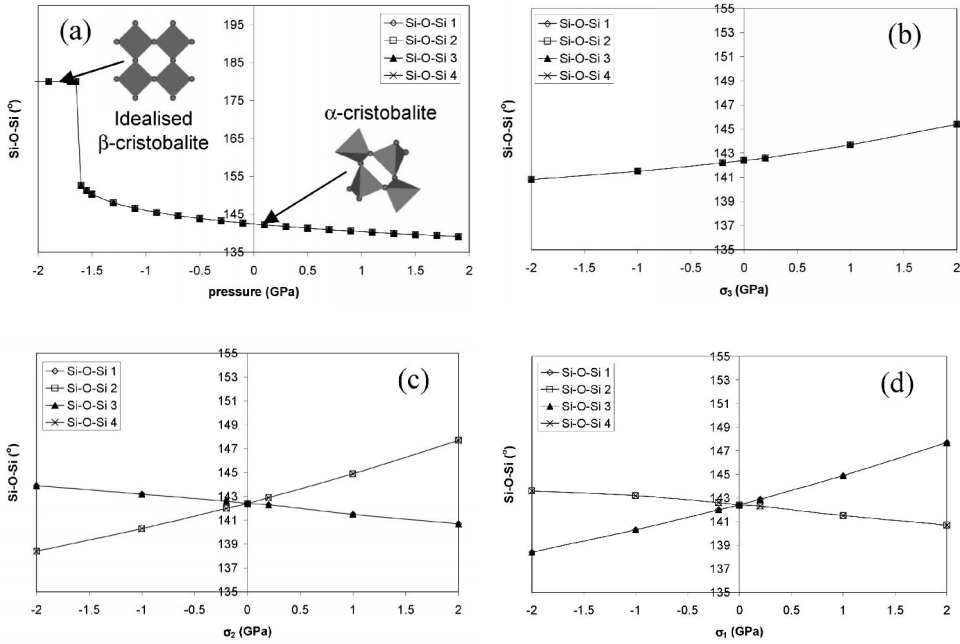 (a)
195
185
175
165
155
145
135
Si-O-Si (°)
Si-O-Si 1
Si-O-Si 2
Si-O-Si 3
Si-O-Si 4
Idealised
β-cristobalite
α-cristobalite
-2 -1.5 -1 -0.5 0 0.5 1 1.5 2
pressure (GPa)
(b)
155
153
151
149
147
145
143
141
139
137
135
Si-O-Si (°)
Si-O-Si 1
Si-O-Si 2
Si-O-Si 3
Si-O-Si 4
-2 -1.5 -1 -0.5 0 0.5 1 1.5 2
σ3 (GPa)
(c)
155
153
151
149
147
145
143
141
139
137
135
Si-O-Si (°)
Si-O-Si 1
Si-O-Si 2
Si-O-Si 3
Si-O-Si 4
-2 -1.5 -1 -0.5 0 0.5 1 1.5 2
σ2 (GPa)
(d)
155
153
151
149
147
145
143
141
139
137
135
Si-O-Si (°)
Si-O-Si 1
Si-O-Si 2
Si-O-Si 3
Si-O-Si 4
-2 -1.5 -1 -0.5 0 0.5 1 1.5 2
σ1 (GPa)